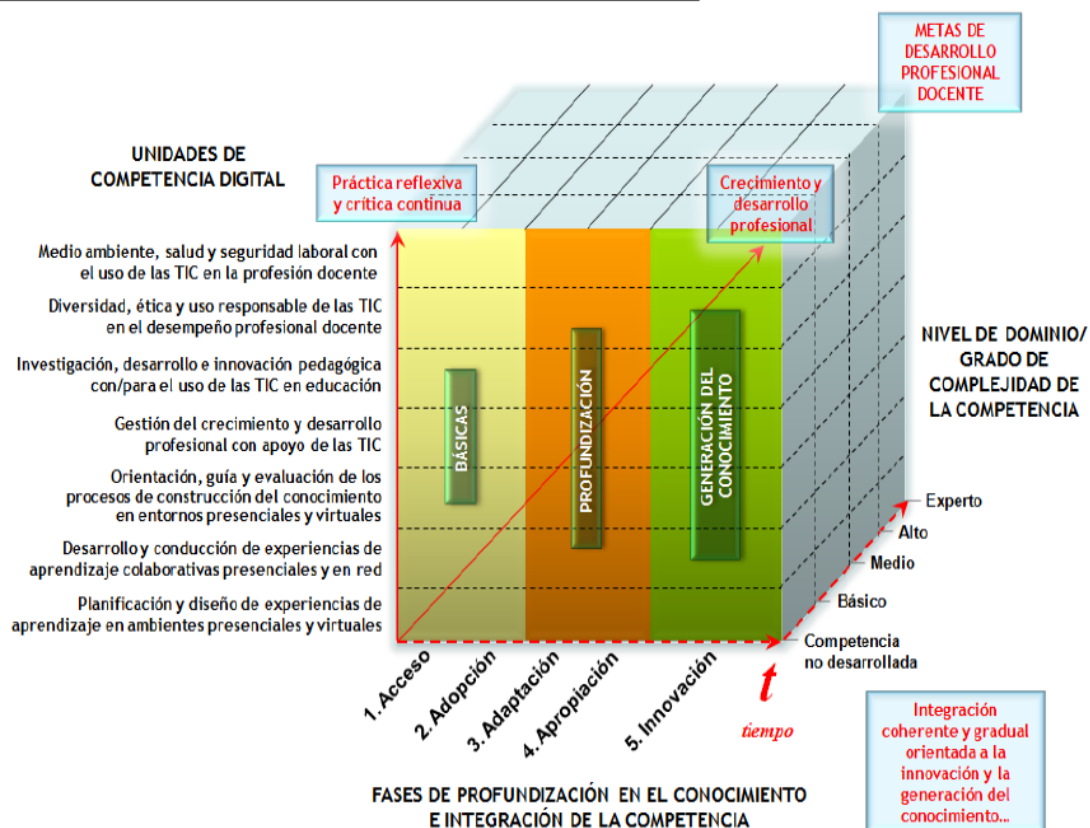 METAS DE
DESARROLLO
PROFESIONAL
DOCENTE
UNIDADES DE
COMPETENCIA DIGITAL
Práctica reflexiva
y crítica continua
Crecimiento y
desarrollo
profesional
Medio ambiente, salud y seguridad laboral con
el uso de las TIC en la profesión docente
Diversidad, ética y uso responsable de las TIC
en el desempeño profesional docente
Investigación, desarrollo e innovación pedagógica
con/para el uso de las TIC en educación
Gestión del crecimiento y desarrollo
profesional con apoyo de las TIC
Orientación, guía y evaluación de los
procesos de construcción del conocimiento
en entornos presenciales y virtuales
Desarrollo y conducción de experiencias de
aprendizaje colaborativas presenciales y en red
Planificación y diseño de experiencias de
aprendizaje en ambientes presenciales y virtuales
BÁSICAS
PROFUNDIZACIÓN
GENERACIÓN DEL
CONOCIMIENTO
NIVEL DE DOMINIO/
GRADO DE
COMPLEJIDAD DE
LA COMPETENCIA
Experto
Alto
Medio
Básico
Competencia
no desarrollada
1. Acceso
2. Adopción
3. Adaptación
4. Apropiación
5. Innovación
t
tiempo
FASES DE PROFUNDIZACIÓN EN EL CONOCIMIENTO
E INTEGRACIÓN DE LA COMPETENCIA
Integración
coherente y gradual
orientada a la
innovación y la
generación del
conocimiento...